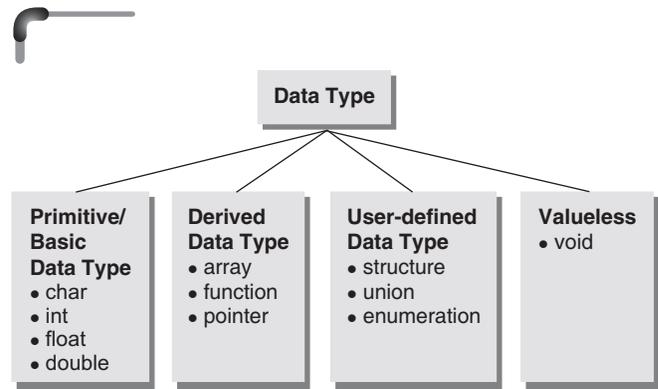 Data Type
Primitive/
Basic
Data Type
• char
• int
• float
• double
Derived
Data Type
• array
• function
• pointer
User-defined
Data Type
• structure
• union
• enumeration
Valueless
• void